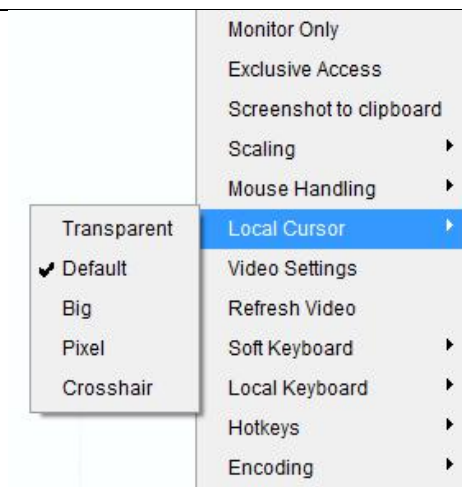 Monitor Only
Exclusive Access
Screenshot to clipboard
Scaling
Mouse Handling
Local Cursor
Video Settings
Refresh Video
Soft Keyboard
Local Keyboard
Hotkeys
Encoding
Transparent
Default
Big
Pixel
Crosshair